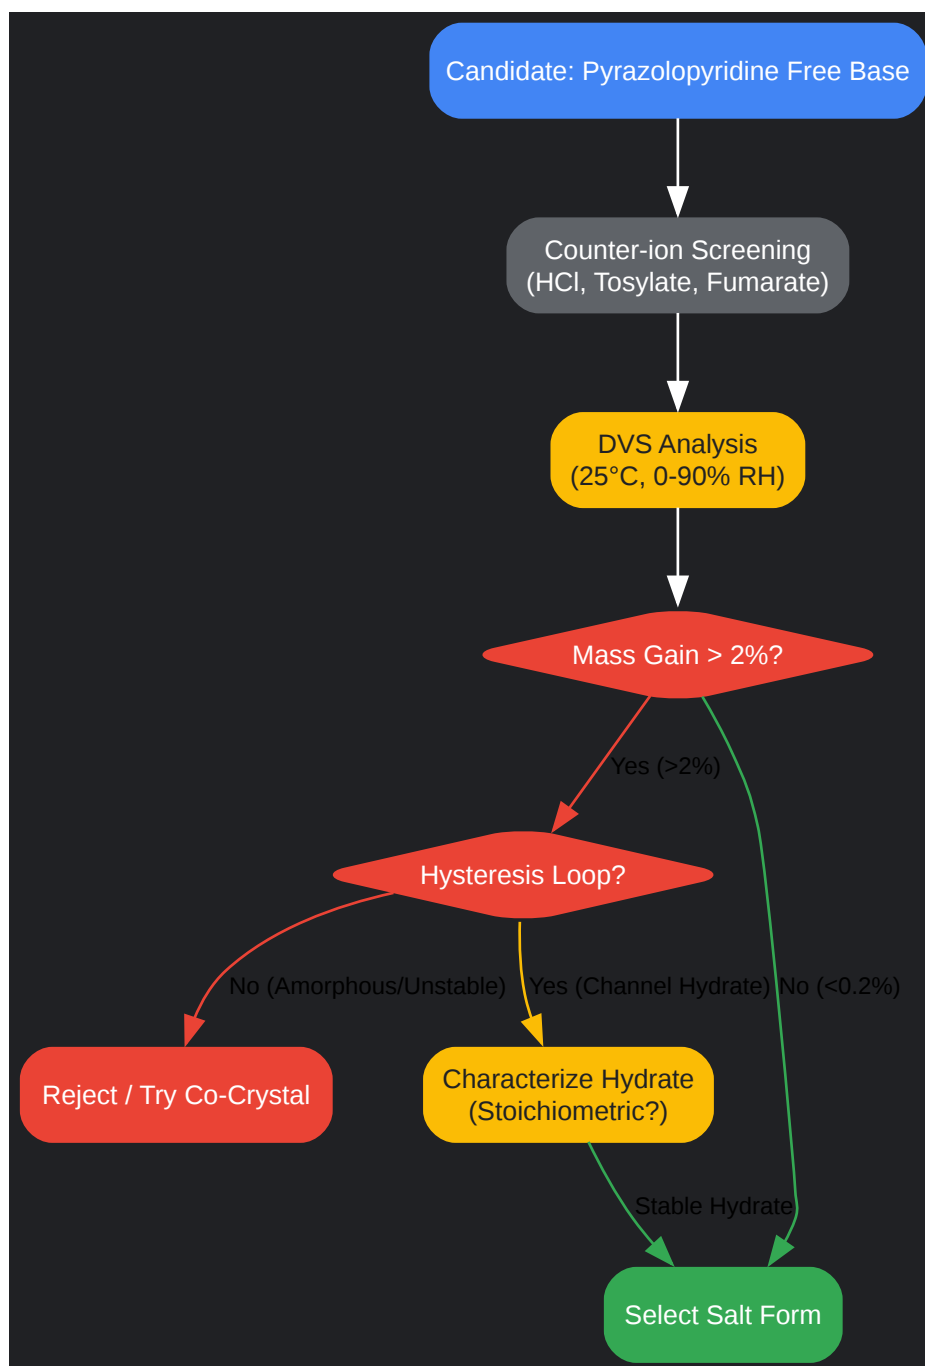 Candidate: Pyrazolopyridine Free Base
Counter-ion Screening
(HCl, Tosylate, Fumarate)
DVS Analysis
(25°C, 0-90% RH)
Mass Gain > 2%?
Yes (>2%)
Hysteresis Loop?
No (Amorphous/Unstable)
Yes (Channel Hydrate)
No (<0.2%)
Reject / Try Co-Crystal
Characterize Hydrate
(Stoichiometric?)
Stable Hydrate
Select Salt Form